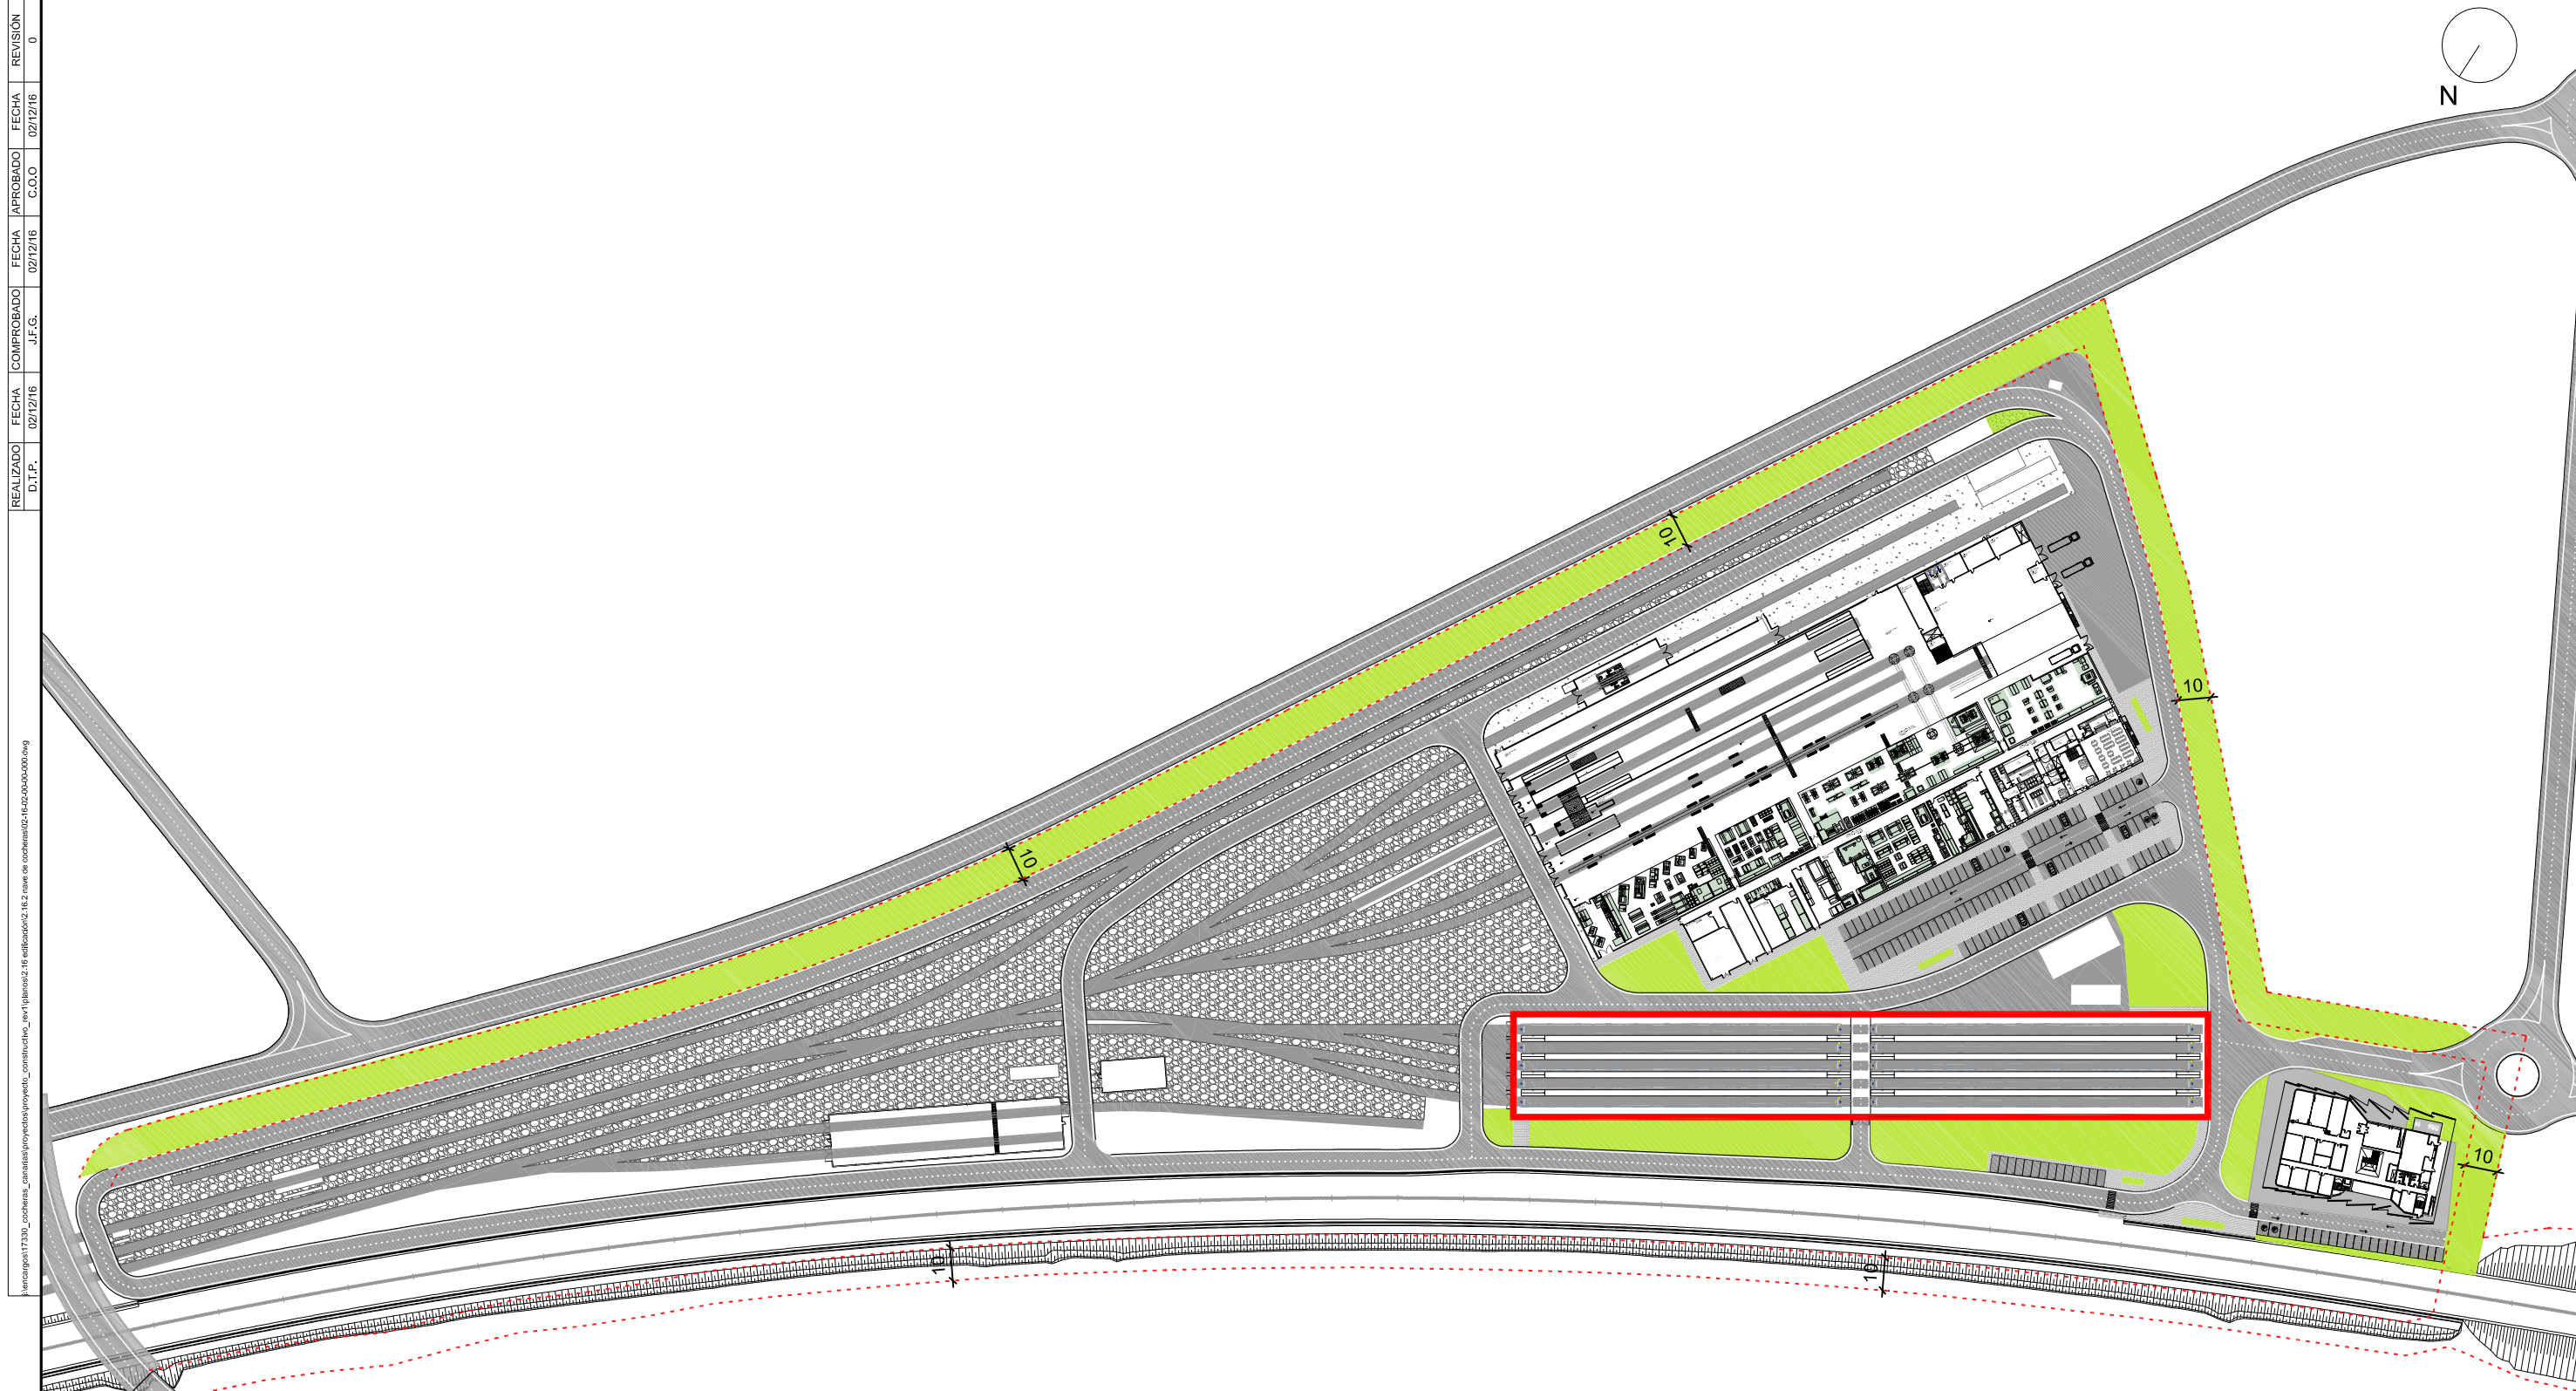 REVISIÓN
0
FECHA
02/12/16
APROBADO
C.O.O
FECHA
02/12/16
COMPROBADO
J.F.G.
FECHA
02/12/16
REALIZADO
D.T.P.
N
10
10
10
10
10
10